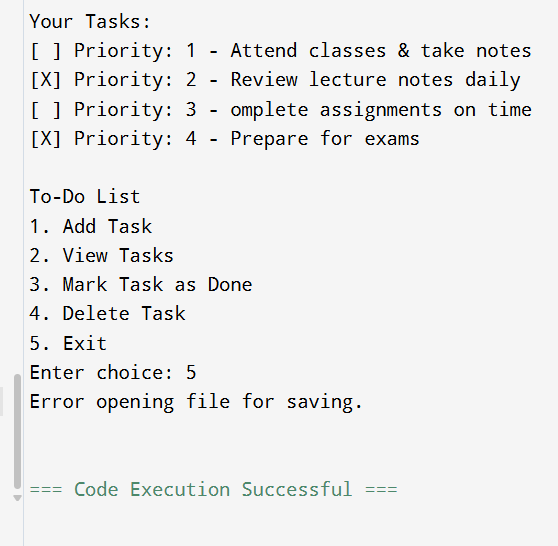 Your Tasks:
[ ] Priority: 1 - Attend classes & take notes
[X] Priority: 2 - Review lecture notes daily
[ ] Priority: 3 - omplete assignments on time
[X] Priority: 4 - Prepare for exams
To-Do List
1. Add Task
2. View Tasks
3. Mark Task as Done
4. Delete Task
5. Exit
Enter choice: 5
Error opening file for saving.
=== Code Execution Successful ===